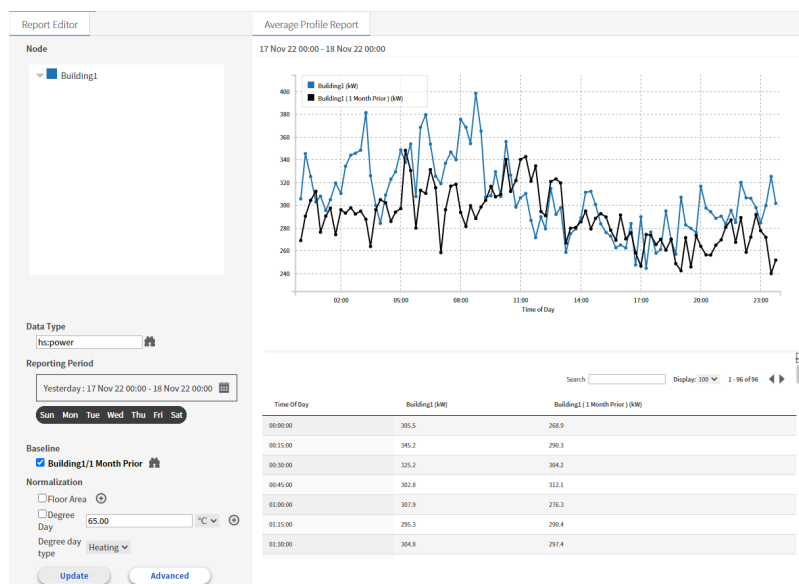 Report Editor
Average Profile Report
Node
Building1
17 Nov 22 00:00 - 18 Nov 22 00:00
Building1 (kW)
Building1 ( 1 Month Prior ) (kW)
400
380
360
340
320
300
280
260
240
02:00 05:00 08:00 11:00 14:00 17:00 20:00 23:00
Time of Day
Data Type
hs:power
Reporting Period
Yesterday : 17 Nov 22 00:00 - 18 Nov 22 00:00
Sun Mon Tue Wed Thu Fri Sat
Baseline
Building1/1 Month Prior
Normalization
Floor Area
Degree Day 65.00 °C
Degree day type Heating
Update Advanced
Search Display: 100 1 - 96 of 96
Time Of Day Building1 (kW) Building1 ( 1 Month Prior ) (kW)
00:00:00 305.5 268.9
00:15:00 345.2 290.3
00:30:00 325.2 304.2
00:45:00 302.8 312.1
01:00:00 307.9 276.3
01:15:00 295.3 290.4
01:30:00 304.8 297.4